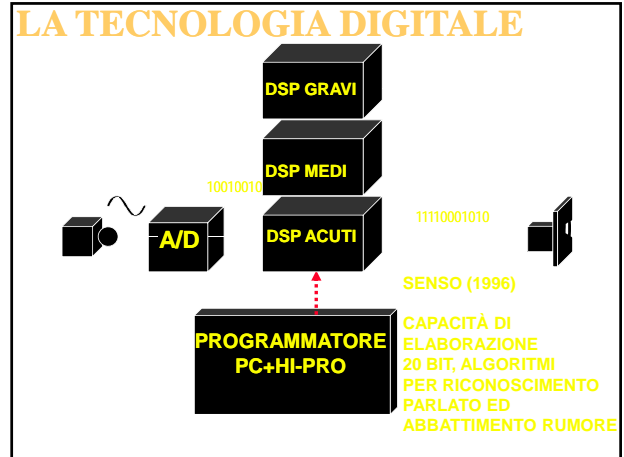 LA TECNOLOGIA DIGITALE
DSP GRAVI
DSP MEDI
10010010
DSP ACUTI
11110001010
A/D
SENSO (1996)
PROGRAMMATORE
PC+HI-PRO
CAPACITÀ DI
ELABORAZIONE
20 BIT, ALGORITMI
PER RICONOSCIMENTO
PARLATO ED
ABBATTIMENTO RUMORE